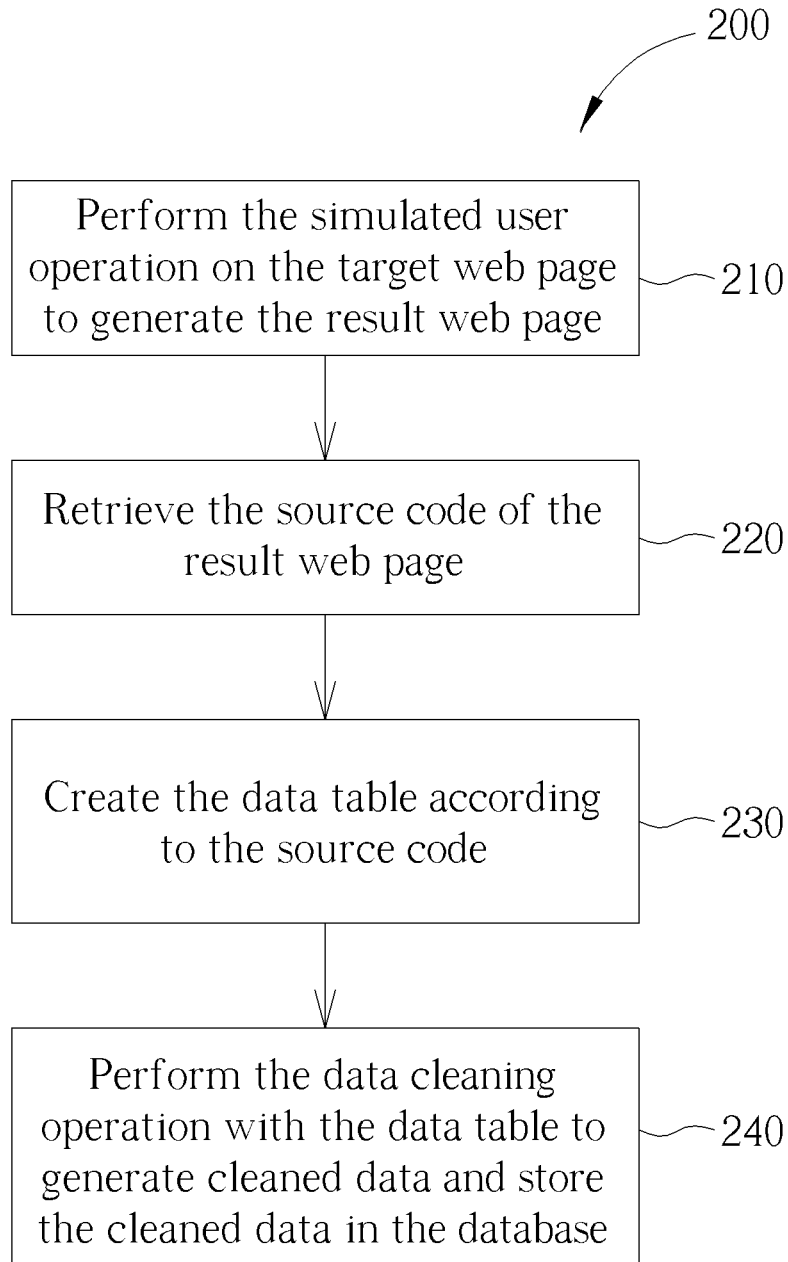 200
Perform the simulated user
operation on the target web page
to generate the result web page
210
Retrieve the source code of the
result web page
220
Create the data table according
to the source code
230
Perform the data cleaning
operation with the data table to
generate cleaned data and store
the cleaned data in the database
240